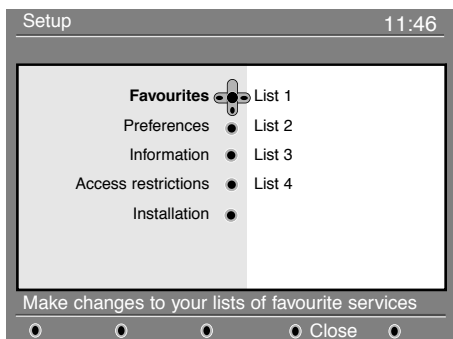 Setup 11:46
Favourites List 1
Preferences List 2
Information List 3
Access restrictions List 4
Installation
Make changes to your lists of favourite services
Close